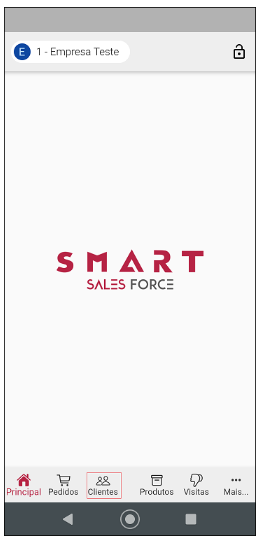 E 1 - Empresa Teste
SMART
SALES FORCE
Principal Pedidos Clientes Produtos Visitas Mais...